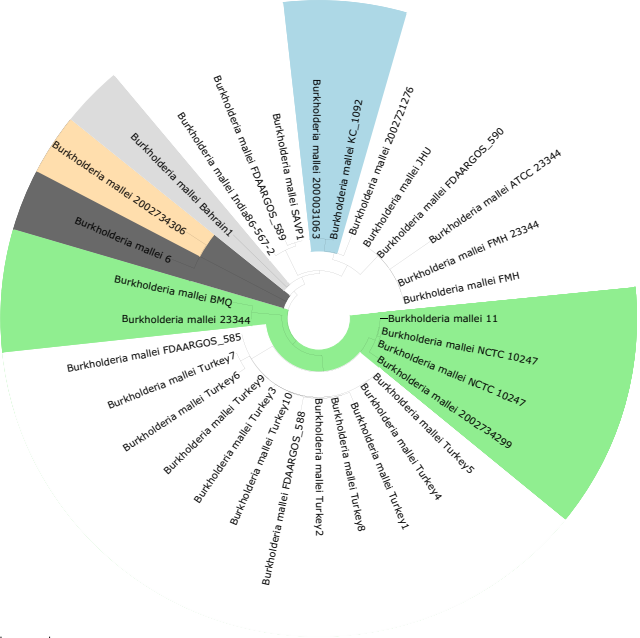 Burkholderia mallei 2000031063
Burkholderia mallei KC_1092
Burkholderia mallei 2002721276
Burkholderia mallei JHU
Burkholderia mallei FDAARGOS_590
Burkholderia mallei ATCC 23344
Burkholderia mallei FMH 23344
Burkholderia mallei FMH
Burkholderia mallei 11
Burkholderia mallei NCTC 10247
Burkholderia mallei NCTC 10247
Burkholderia mallei 2002734299
Burkholderia mallei Turkey5
Burkholderia mallei Turkey4
Burkholderia mallei Turkey1
Burkholderia mallei Turkey8
Burkholderia mallei Turkey2
Burkholderia mallei FDAARGOS_588
Burkholderia mallei Turkey10
Burkholderia mallei Turkey3
Burkholderia mallei Turkey9
Burkholderia mallei Turkey6
Burkholderia mallei Turkey7
Burkholderia mallei FDAARGOS_585
Burkholderia mallei 23344
Burkholderia mallei BMQ
Burkholderia mallei 6
Burkholderia mallei 2002734306
Burkholderia mallei Bahrain1
Burkholderia mallei India86-567-2
Burkholderia mallei FDAARGOS_589
Burkholderia mallei SAVP1